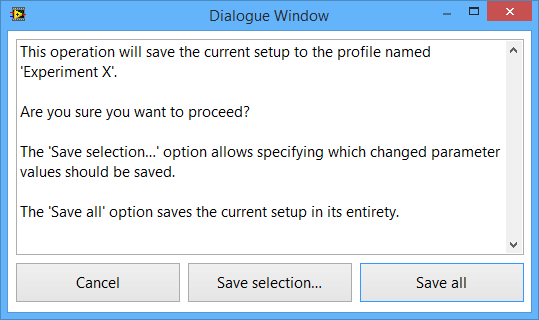 Dialogue Window
This operation will save the current setup to the profile named
'Experiment X'.
Are you sure you want to proceed?
The 'Save selection...' option allows specifying which changed parameter
values should be saved.
The 'Save all' option saves the current setup in its entirety.
Cancel
Save selection...
Save all